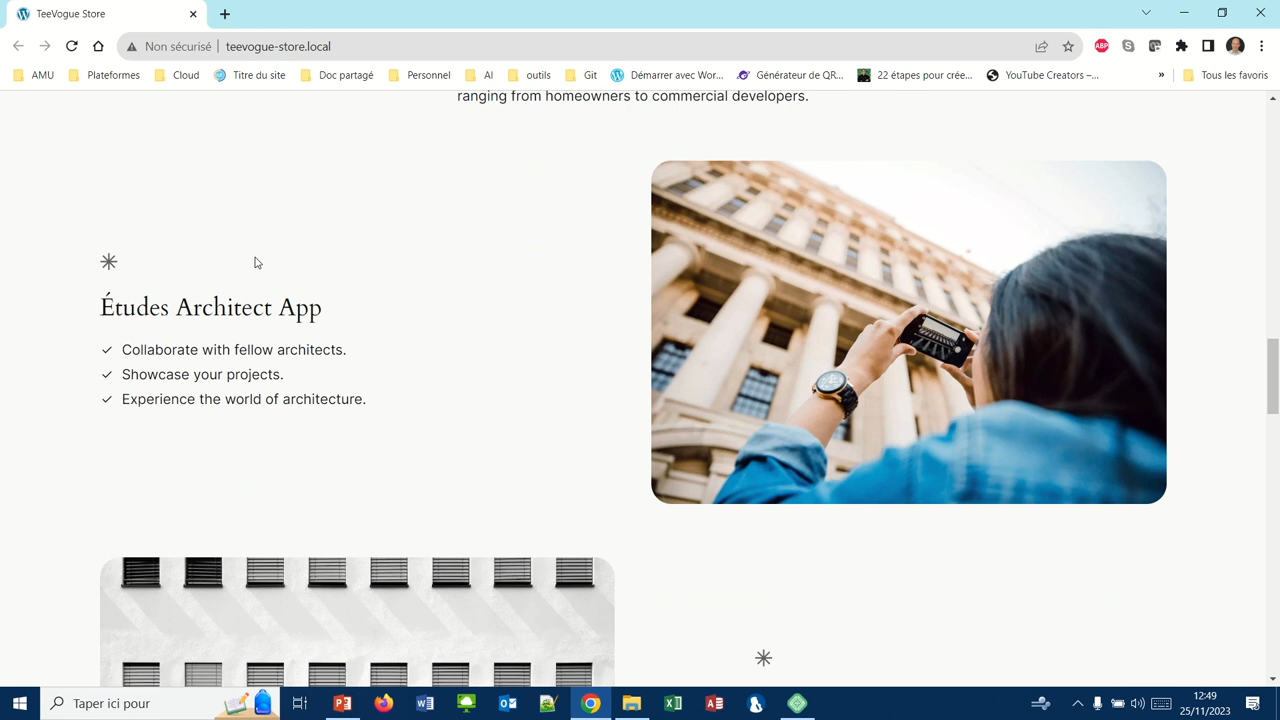 TeeVogue Store
Non sécurisé
teevogue-store.local
ABP
AMU
Plateformes
Cloud
Titre du site
Doc partagé
Personnel
AI
outils
Git
Démarrer avec Wor...
Générateur de QR...
22 étapes pour crée...
YouTube Creators –...
»
Tous les favoris
ranging from homeowners to commercial developers.
Études Architect App
Collaborate with fellow architects.
Showcase your projects.
Experience the world of architecture.
Taper ici pour
12:49
25/11/2023